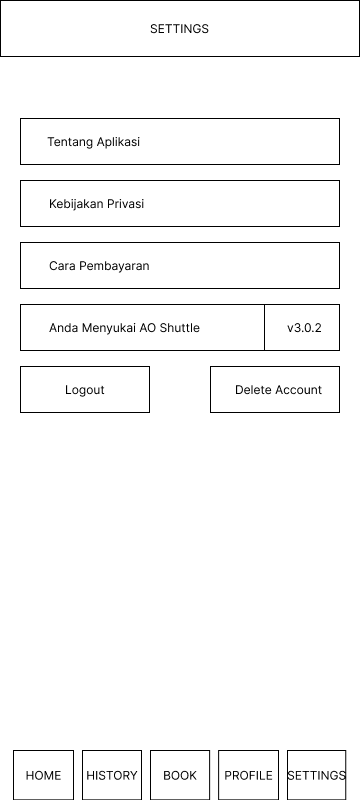 SETTINGS
Tentang Aplikasi
Kebijakan Privasi
Cara Pembayaran
Anda Menyukai AO Shuttle v3.0.2
Logout Delete Account
HOME HISTORY BOOK PROFILE SETTINGS